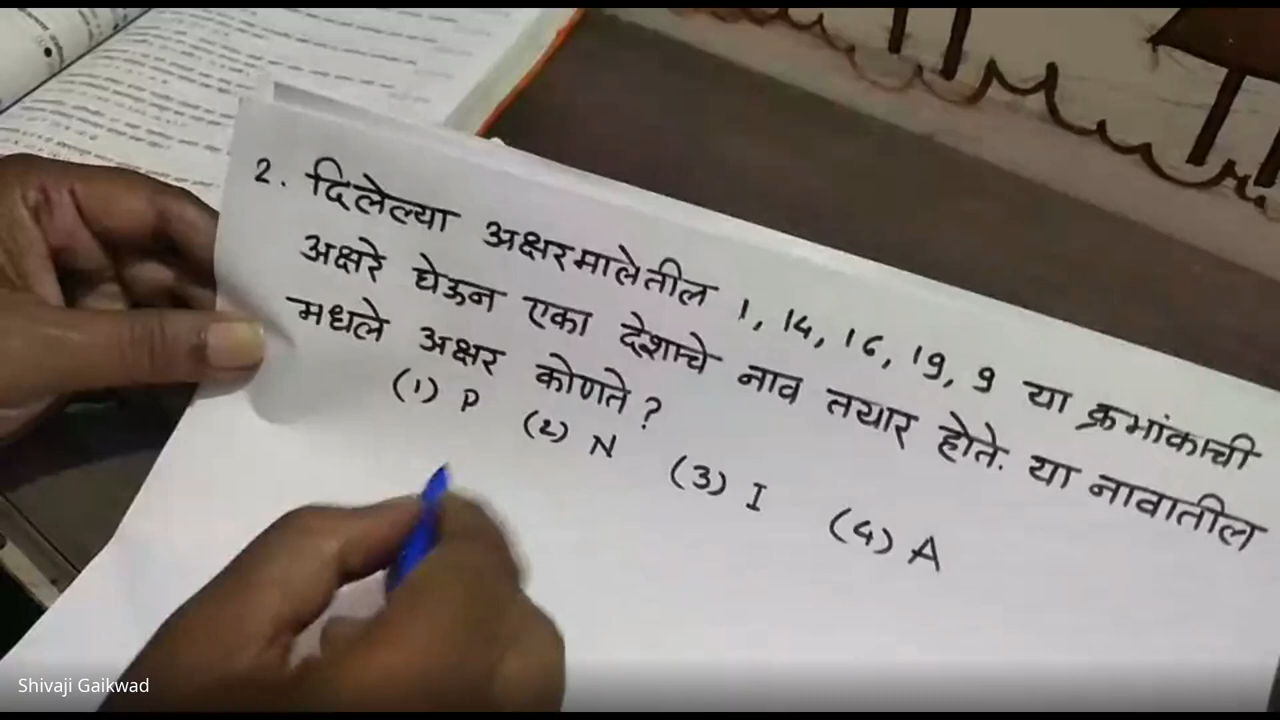 2. दिलेल्या अक्षरमालेतील 1, 14, 16, 19, 9 या क्रमांकाची
अक्षरे घेऊन एका देशाचे नाव तयार होते. या नावातील
मधले अक्षर कोणते ?
(1) P (2) N (3) I (4) A
Shivaji Gaikwad